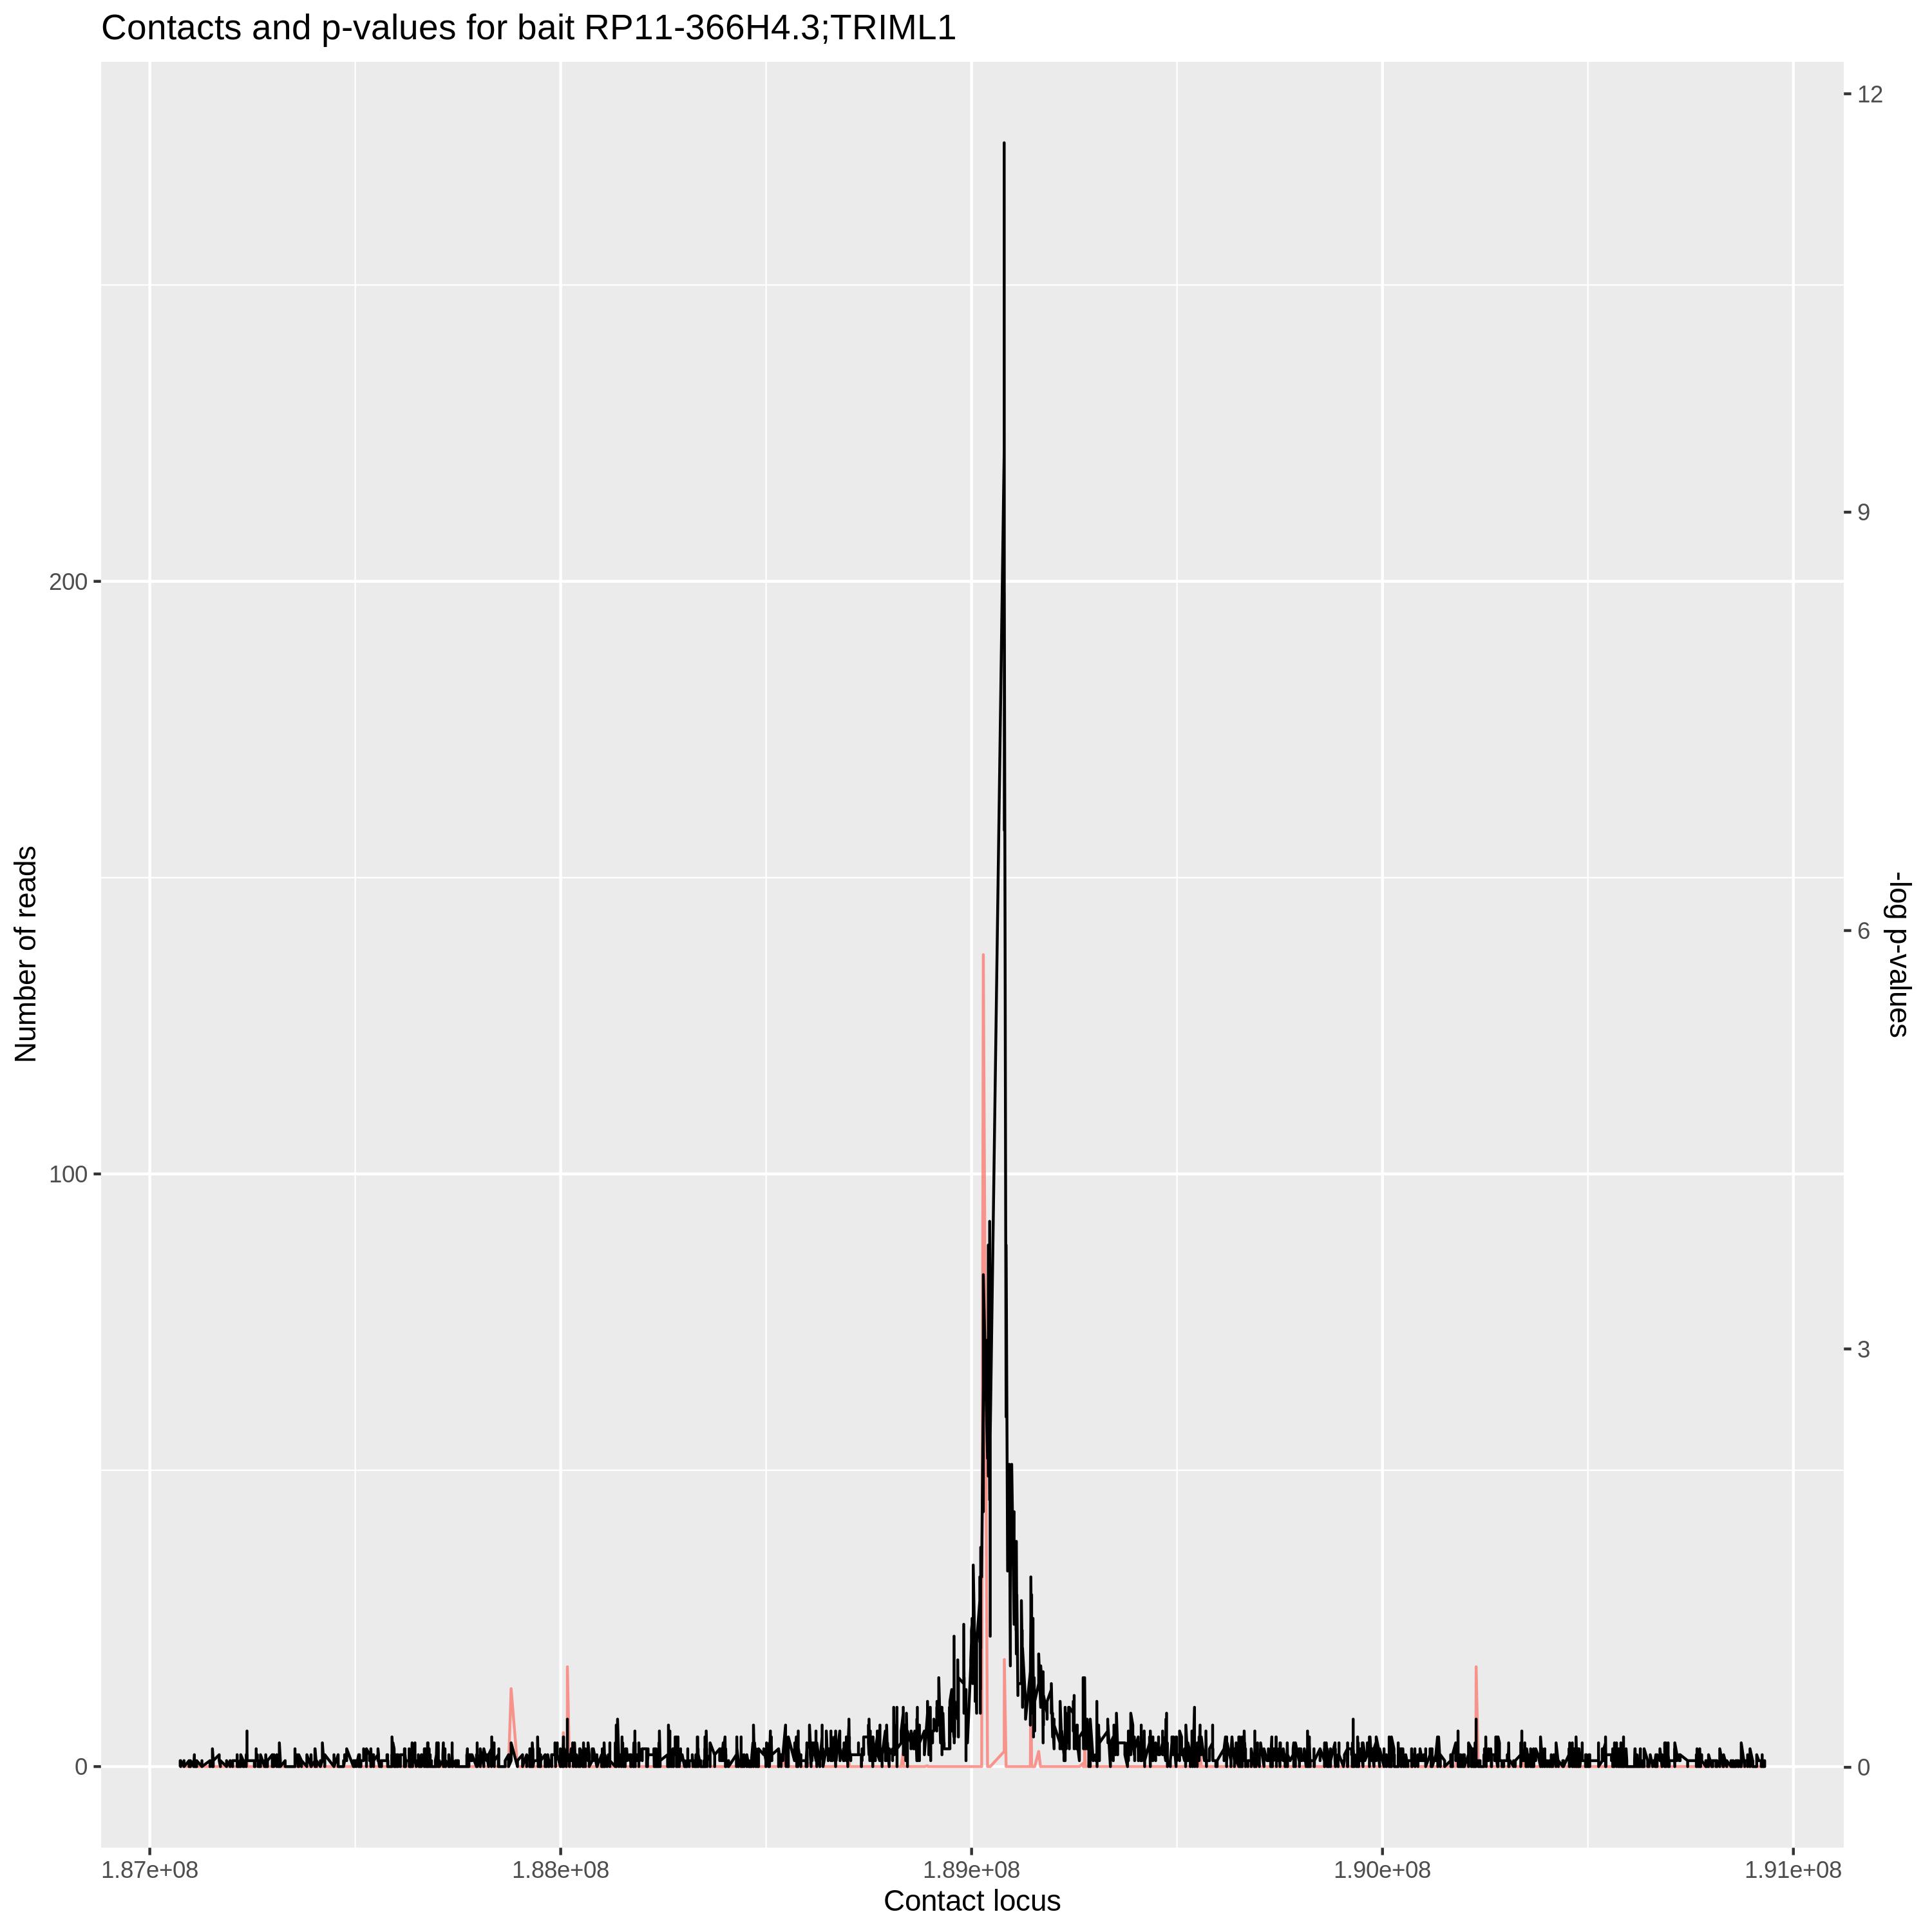 Contacts and p-values for bait RP11-366H4.3;TRIML1
12
9
6
3
0
200
100
0
Number of reads
-log p-values
1.87e+08 1.88e+08 1.89e+08 1.90e+08 1.91e+08
Contact locus